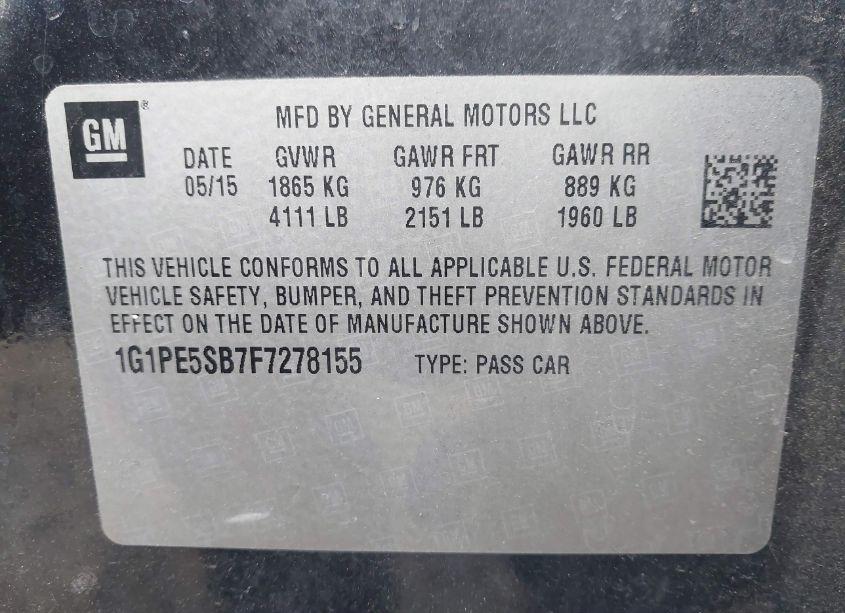 GM ®
MFD BY GENERAL MOTORS LLC
DATE GVWR GAWR FRT GAWR RR
05/15 1865 KG 976 KG 889 KG
4111 LB 2151 LB 1960 LB
THIS VEHICLE CONFORMS TO ALL APPLICABLE U.S. FEDERAL MOTOR
VEHICLE SAFETY, BUMPER, AND THEFT PREVENTION STANDARDS IN
EFFECT ON THE DATE OF MANUFACTURE SHOWN ABOVE.
1G1PE5SB7F7278155 TYPE: PASS CAR